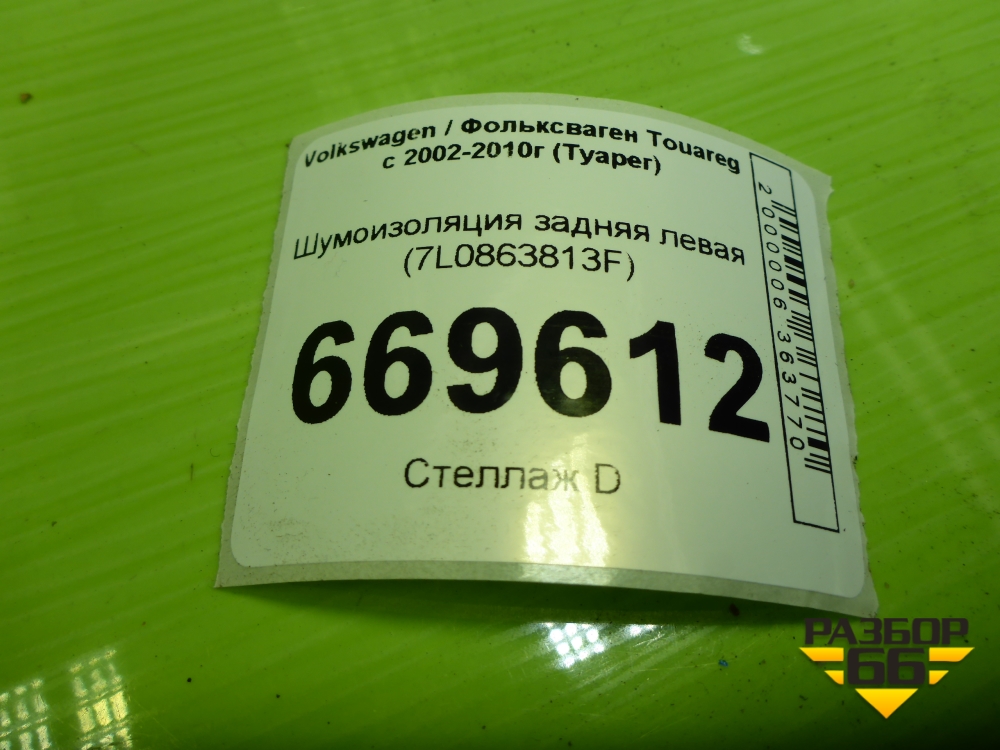 Volkswagen / Фольксваген Touareg
с 2002-2010г (Туарег)
Шумоизоляция задняя левая
(7L0863813F)
669612
Стеллаж D
2000006363770
РАЗБОР
66